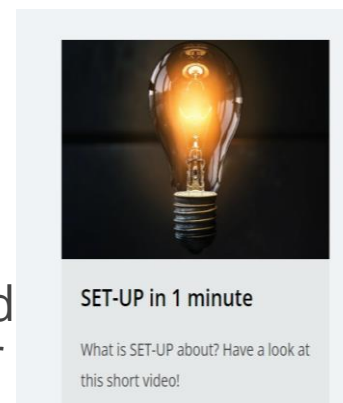 SET-UP in 1 minute
What is SET-UP about? Have a look at
this short video!